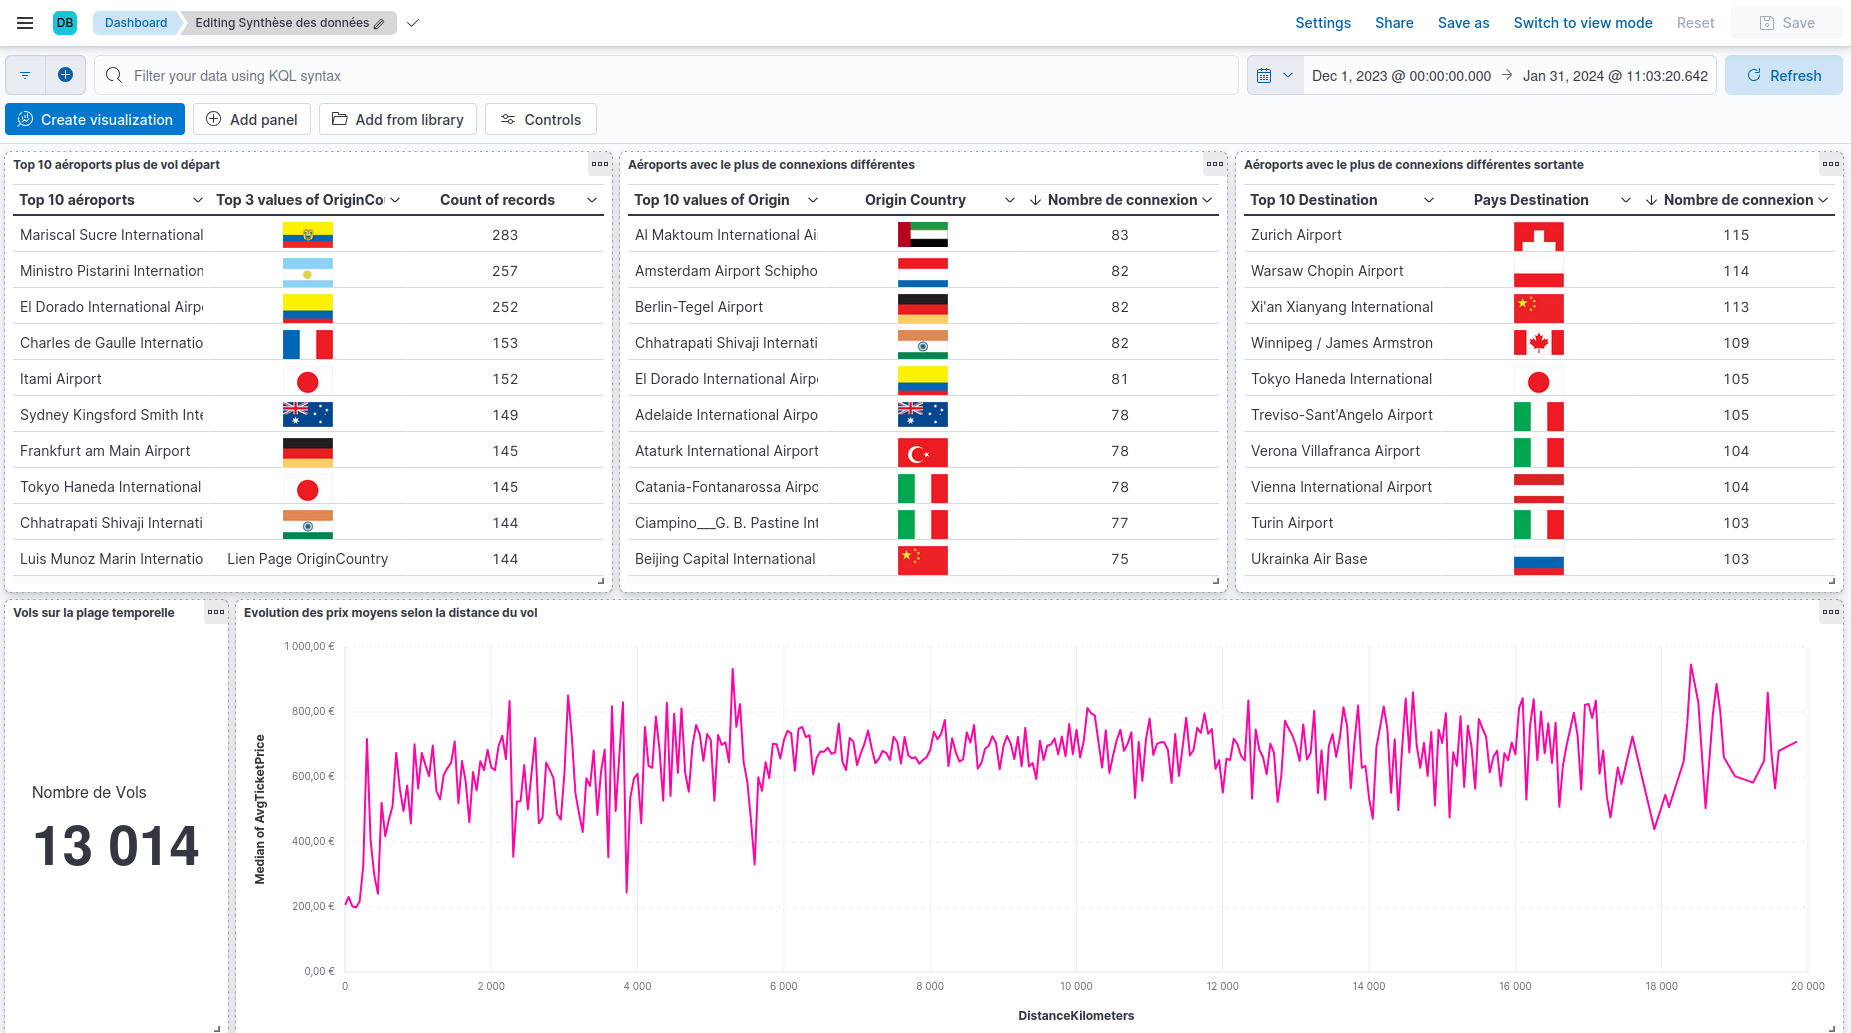 DB Dashboard Editing Synthèse des données Settings Share Save as Switch to view mode Reset Save
Filter your data using KQL syntax Dec 1, 2023 @ 00:00:00.000 → Jan 31, 2024 @ 11:03:20.642 Refresh
Create visualization Add panel Add from library Controls
Top 10 aéroports plus de vol départ
Top 10 aéroports Top 3 values of OriginCo Count of records
Mariscal Sucre International 283
Ministro Pistarini Internation 257
El Dorado International Airp 252
Charles de Gaulle Internatio 153
Itami Airport 152
Sydney Kingsford Smith Inte 149
Frankfurt am Main Airport 145
Tokyo Haneda International 145
Chhatrapati Shivaji Internati 144
Luis Munoz Marin Internatio Lien Page OriginCountry 144
Aéroports avec le plus de connexions différentes
Top 10 values of Origin Origin Country ↓ Nombre de connexion
Al Maktoum International Ai 83
Amsterdam Airport Schipho 82
Berlin-Tegel Airport 82
Chhatrapati Shivaji Internati 82
El Dorado International Airp 81
Adelaide International Airpo 78
Ataturk International Airport 78
Catania-Fontanarossa Airpo 78
Ciampino___G. B. Pastine Int 77
Beijing Capital International 75
Aéroports avec le plus de connexions différentes sortante
Top 10 Destination Pays Destination ↓ Nombre de connexion
Zurich Airport 115
Warsaw Chopin Airport 114
Xi'an Xianyang International 113
Winnipeg / James Armstron 109
Tokyo Haneda International 105
Treviso-Sant'Angelo Airport 105
Verona Villafranca Airport 104
Vienna International Airport 104
Turin Airport 103
Ukrainka Air Base 103
Vols sur la plage temporelle
Nombre de Vols
13 014
Evolution des prix moyens selon la distance du vol
Median of AvgTicketPrice
1 000,00 €
800,00 €
600,00 €
400,00 €
200,00 €
0,00 €
0 2 000 4 000 6 000 8 000 10 000 12 000 14 000 16 000 18 000 20 000
DistanceKilometers